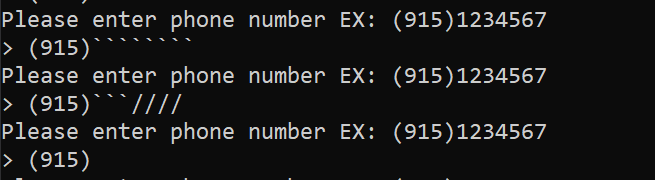 Please enter phone number EX: (915)1234567
> (915)````````
Please enter phone number EX: (915)1234567
> (915)```////
Please enter phone number EX: (915)1234567
> (915)